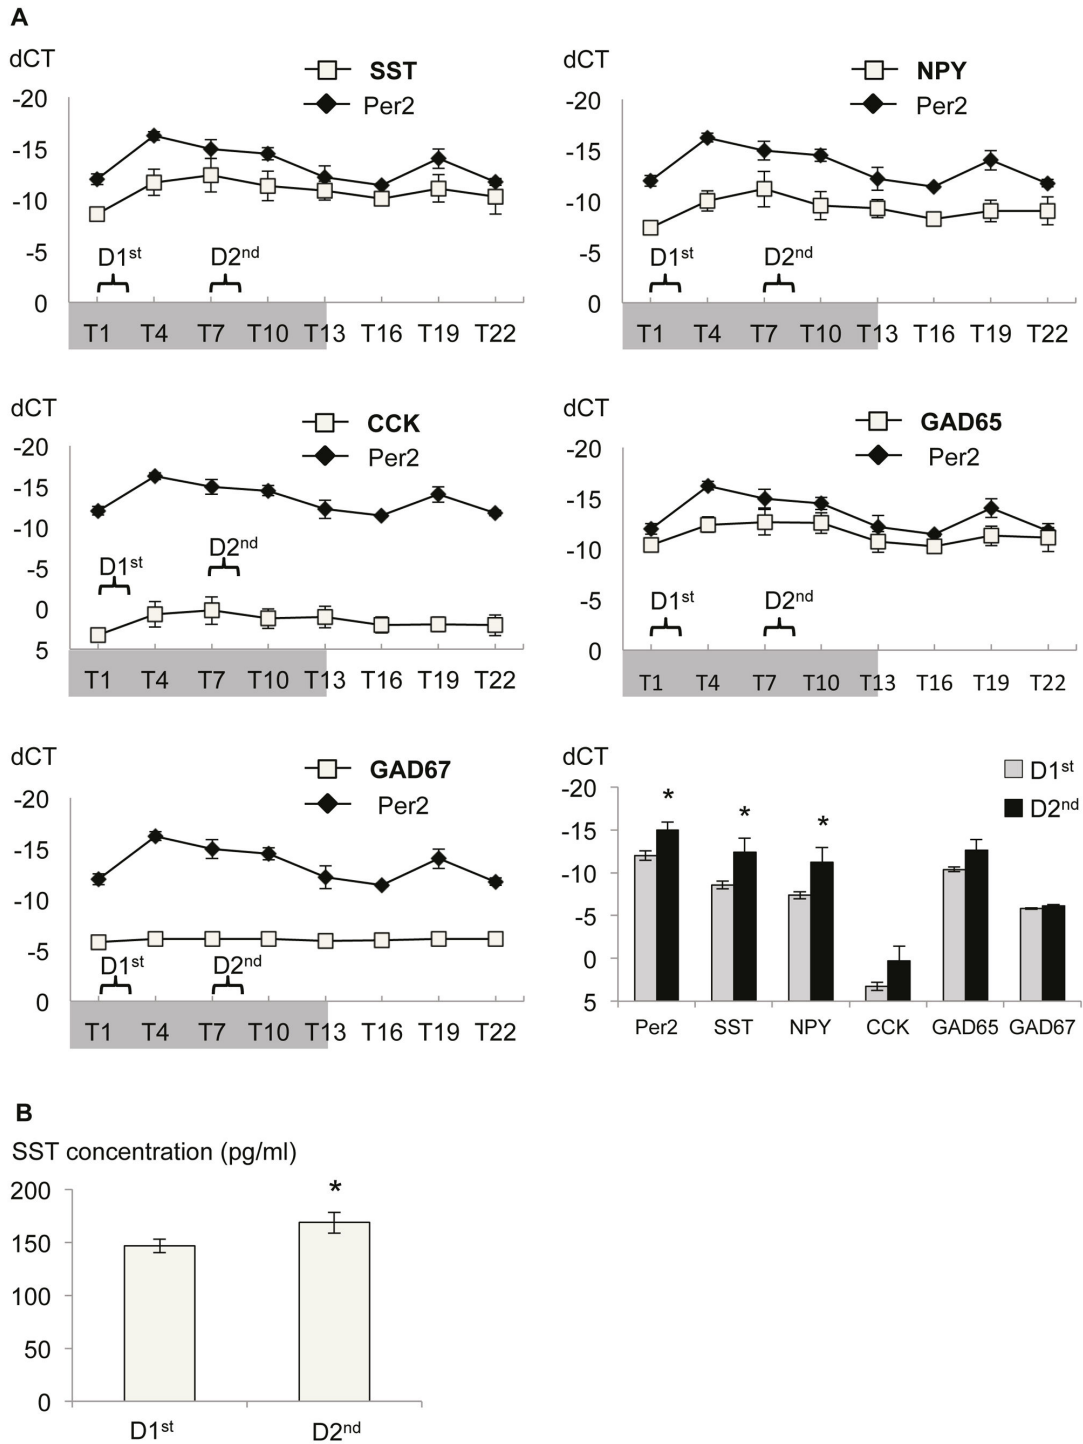 A
dCT
SST
Per2
-20
-15
-10
-5
0
D1st
D2nd
T1 T4 T7 T10 T13 T16 T19 T22
dCT
NPY
Per2
-20
-15
-10
-5
0
D1st
D2nd
T1 T4 T7 T10 T13 T16 T19 T22
dCT
CCK
Per2
-20
-15
-10
-5
0
5
D1st
D2nd
T1 T4 T7 T10 T13 T16 T19 T22
dCT
GAD65
Per2
-20
-15
-10
-5
0
D1st
D2nd
T1 T4 T7 T10 T13 T16 T19 T22
dCT
GAD67
Per2
-20
-15
-10
-5
0
D1st
D2nd
T1 T4 T7 T10 T13 T16 T19 T22
dCT
D1st
D2nd
-20
-15
-10
-5
0
5
* * *
Per2 SST NPY CCK GAD65 GAD67
B
SST concentration (pg/ml)
200
150
100
50
0
*
D1st D2nd